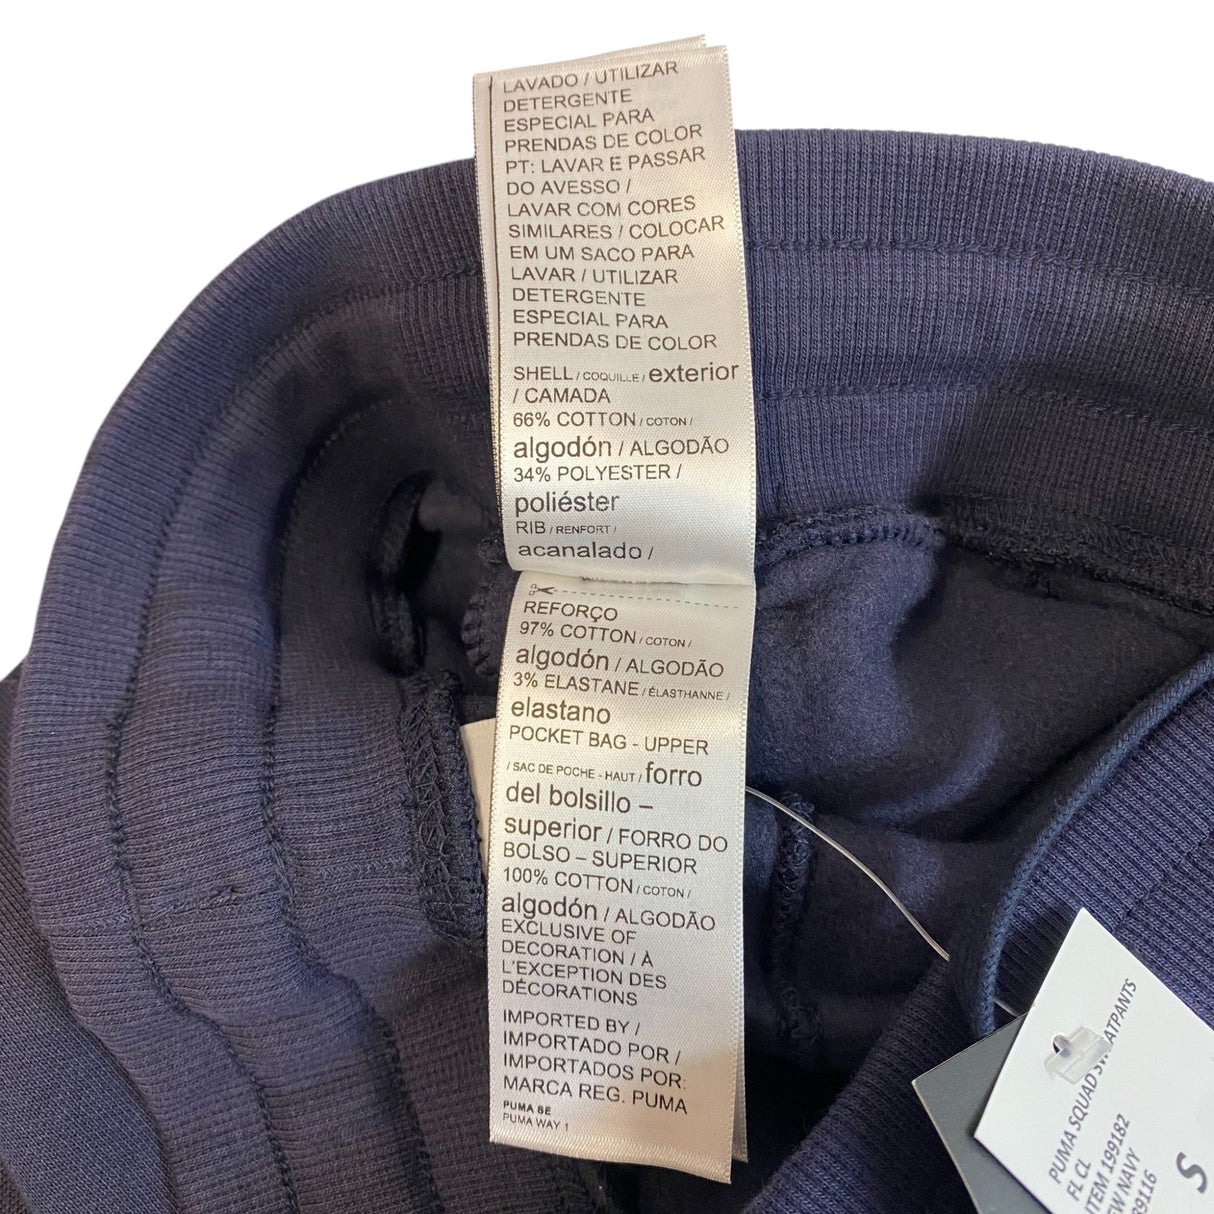 LAVADO / UTILIZAR
DETERGENTE
ESPECIAL PARA
PRENDAS DE COLOR
PT: LAVAR E PASSAR
DO AVESSO /
LAVAR COM CORES
SIMILARES / COLOCAR
EM UM SACO PARA
LAVAR / UTILIZAR
DETERGENTE
ESPECIAL PARA
PRENDAS DE COLOR
SHELL / COQUILLE / exterior
/ CAMADA
66% COTTON / COTON /
algodón / ALGODÃO
34% POLYESTER /
poliéster
RIB / RENFORT /
acanalado /
REFORÇO
97% COTTON / COTON /
algodón / ALGODÃO
3% ELASTANE / ÉLASTHANNE /
elastano
POCKET BAG - UPPER
/ SAC DE POCHE - HAUT / forro
del bolsillo –
superior / FORRO DO
BOLSO – SUPERIOR
100% COTTON / COTON /
algodón / ALGODÃO
EXCLUSIVE OF
DECORATION / À
L'EXCEPTION DES
DÉCORATIONS
IMPORTED BY /
IMPORTADO POR /
IMPORTADOS POR:
MARCA REG. PUMA
PUMA SE
PUMA WAY 1
PUMA SQUAD SWEATPANTS
FL CL
ITEM 199182
EW NAVY
89116
S